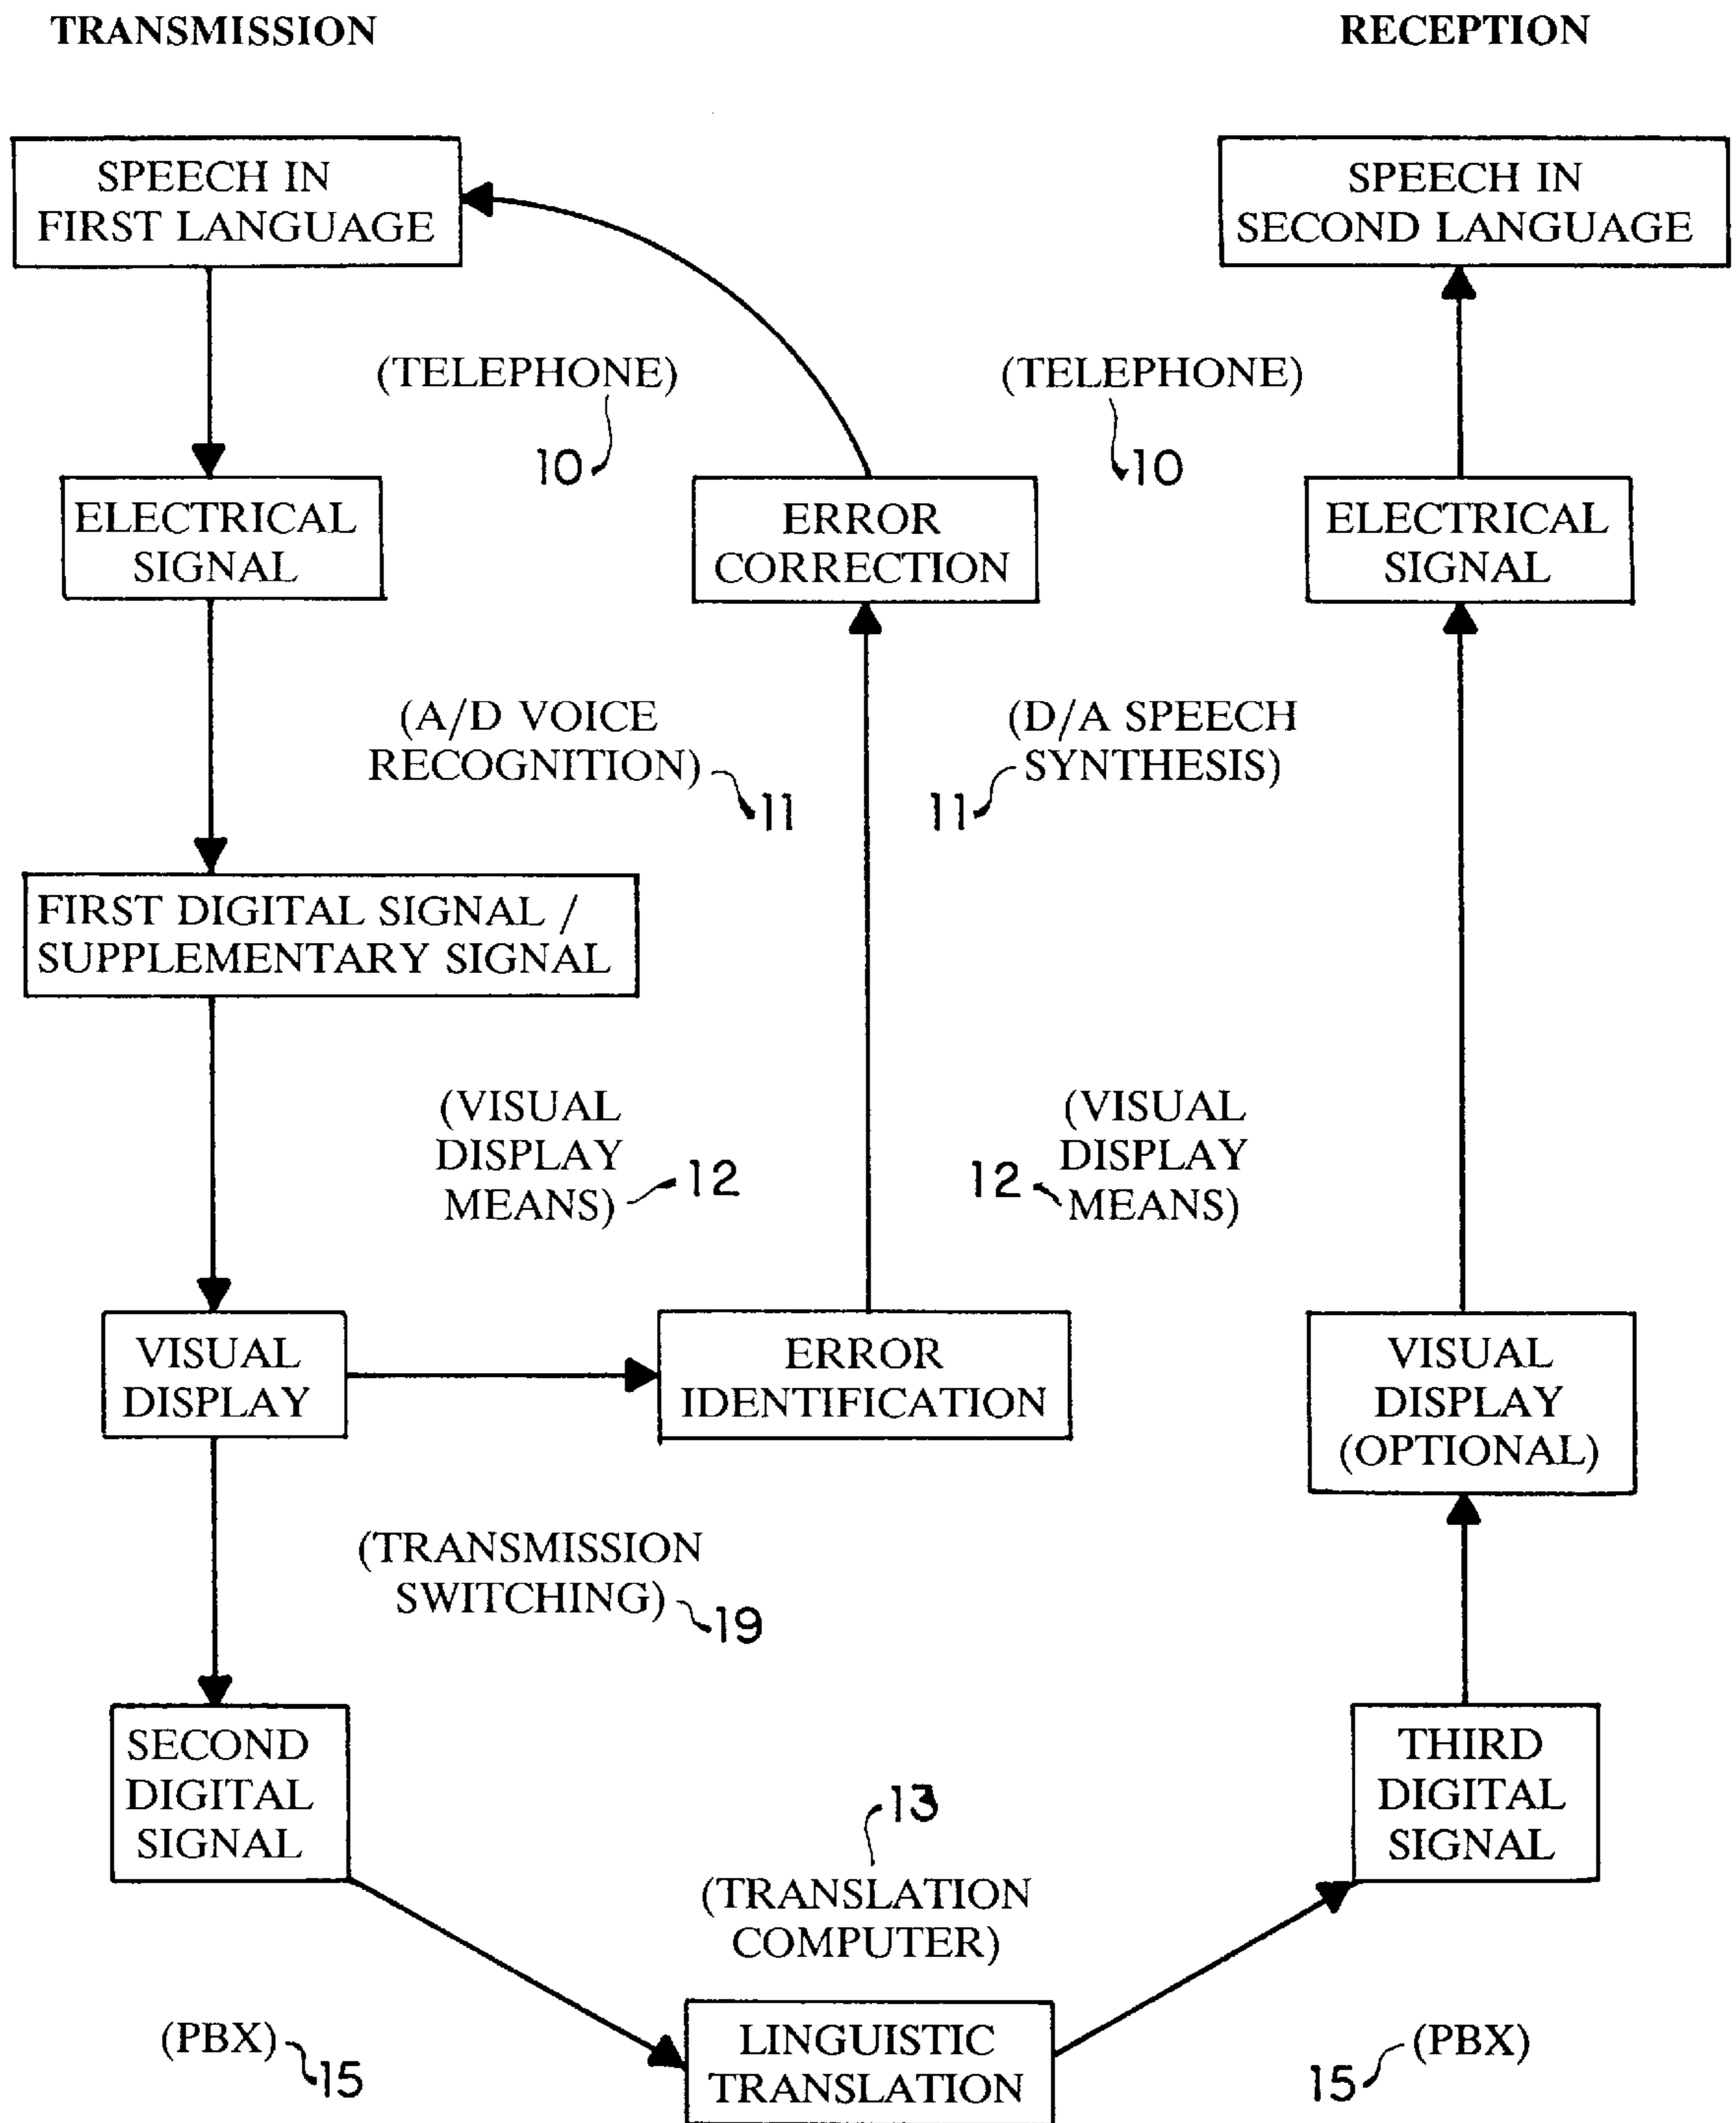 TRANSMISSION
RECEPTION
SPEECH IN
FIRST LANGUAGE
SPEECH IN
SECOND LANGUAGE
(TELEPHONE)
10
(TELEPHONE)
10
ELECTRICAL
SIGNAL
ERROR
CORRECTION
ELECTRICAL
SIGNAL
(A/D VOICE
RECOGNITION)
11
(D/A SPEECH
SYNTHESIS)
11
FIRST DIGITAL SIGNAL /
SUPPLEMENTARY SIGNAL
(VISUAL
DISPLAY
MEANS)
12
(VISUAL
DISPLAY
MEANS)
12
VISUAL
DISPLAY
ERROR
IDENTIFICATION
VISUAL
DISPLAY
(OPTIONAL)
(TRANSMISSION
SWITCHING)
19
SECOND
DIGITAL
SIGNAL
THIRD
DIGITAL
SIGNAL
13
(TRANSLATION
COMPUTER)
(PBX)
15
LINGUISTIC
TRANSLATION
(PBX)
15